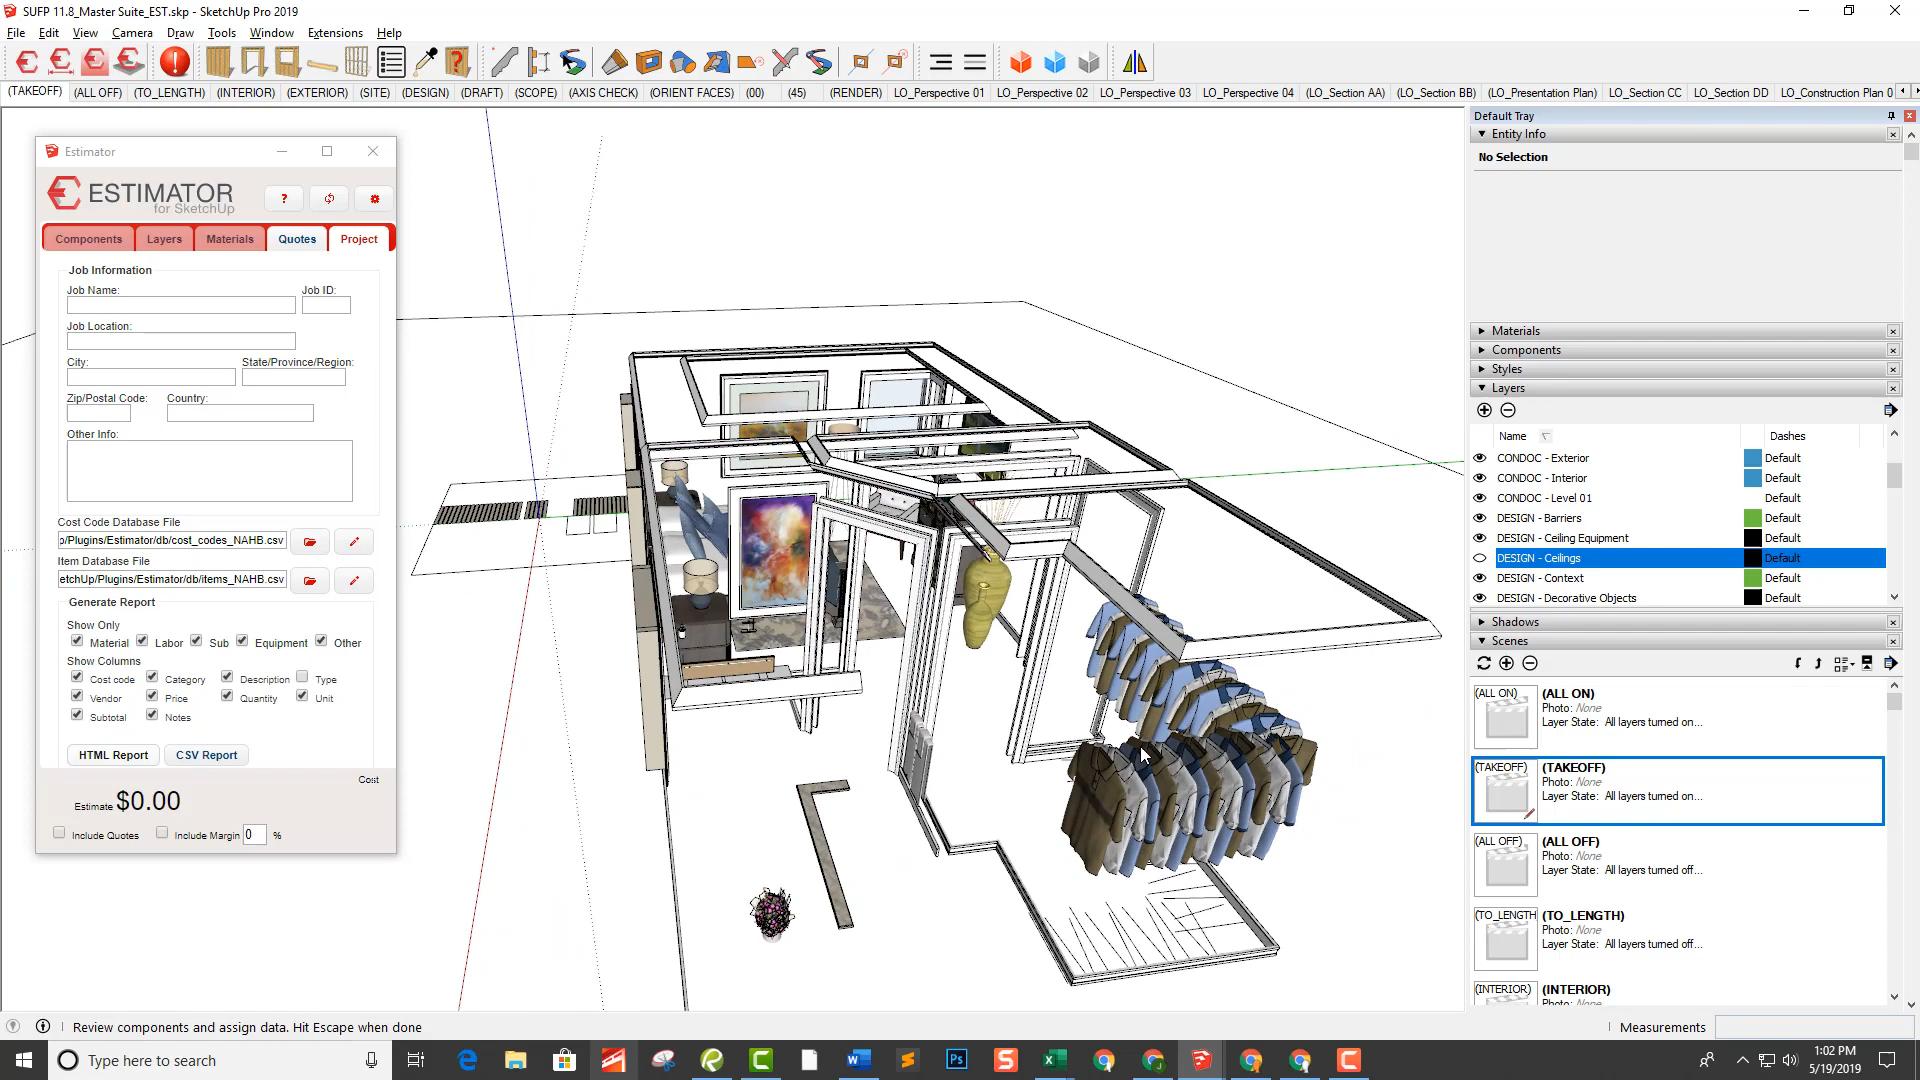 SUFP 11.8_Master Suite_EST.skp - SketchUp Pro 2019
File Edit View Camera Draw Tools Window Extensions Help
(TAKEOFF) (ALL OFF) (TO_LENGTH) (INTERIOR) (EXTERIOR) (SITE) (DESIGN) (DRAFT) (SCOPE) (AXIS CHECK) (ORIENT FACES) (00) (45) (RENDER) LO_Perspective 01 LO_Perspective 02 LO_Perspective 03 LO_Perspective 04 (LO_Section AA) (LO_Section BB) (LO_Presentation Plan) LO_Section CC LO_Section DD LO_Construction Plan 0
Estimator
ESTIMATOR
for SketchUp
?
Components Layers Materials Quotes Project
Job Information
Job Name: Job ID:
Job Location:
City: State/Province/Region:
Zip/Postal Code: Country:
Other Info:
Cost Code Database File
p/Plugins/Estimator/db/cost_codes_NAHB.csv
Item Database File
etchUp/Plugins/Estimator/db/items_NAHB.csv
Generate Report
Show Only
Material Labor Sub Equipment Other
Show Columns
Cost code Category Description Type
Vendor Price Quantity Unit
Subtotal Notes
HTML Report CSV Report
Cost
Estimate $0.00
Include Quotes Include Margin 0 %
Default Tray
Entity Info
No Selection
Materials
Components
Styles
Layers
Name Dashes
CONDOC - Exterior Default
CONDOC - Interior Default
CONDOC - Level 01 Default
DESIGN - Barriers Default
DESIGN - Ceiling Equipment Default
DESIGN - Ceilings Default
DESIGN - Context Default
DESIGN - Decorative Objects Default
Shadows
Scenes
(ALL ON) (ALL ON)
Photo: None
Layer State: All layers turned on...
(TAKEOFF) (TAKEOFF)
Photo: None
Layer State: All layers turned on...
(ALL OFF) (ALL OFF)
Photo: None
Layer State: All layers turned off...
(TO_LENGTH (TO_LENGTH)
Photo: None
Layer State: All layers turned off...
(INTERIOR) (INTERIOR)
Photo: None
Review components and assign data. Hit Escape when done
Measurements
Type here to search
1:02 PM
5/19/2019